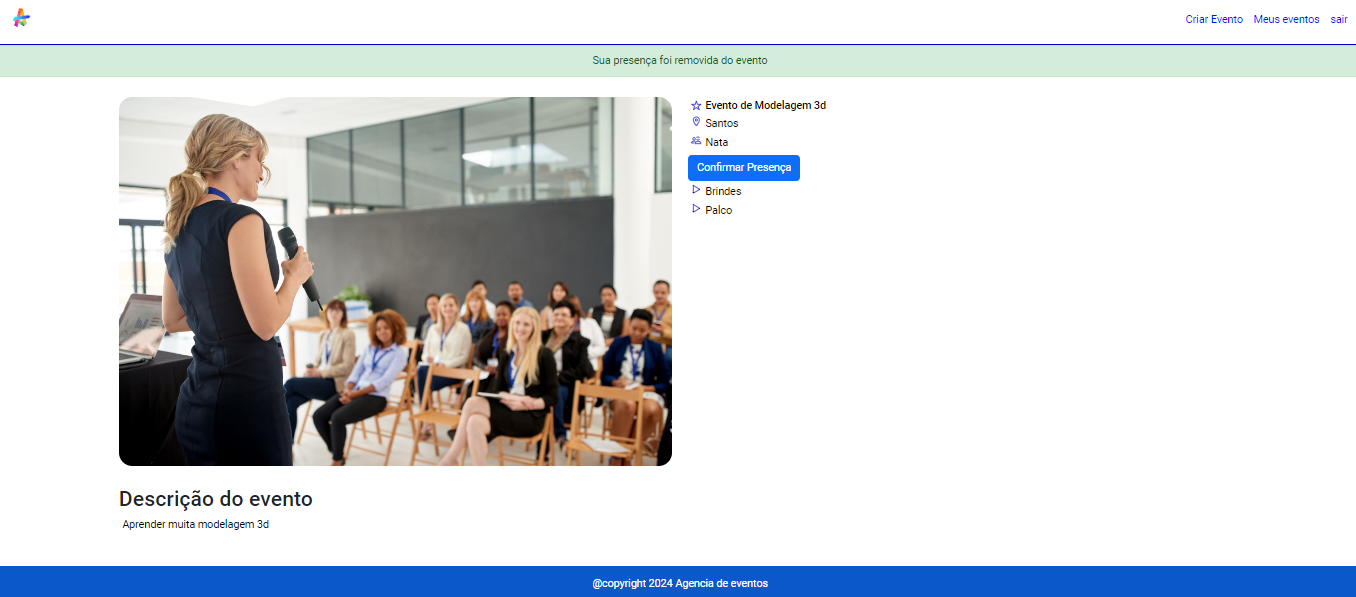 Criar Evento Meus eventos sair
Sua presença foi removida do evento
Evento de Modelagem 3d
Santos
Nata
Confirmar Presença
Brindes
Palco
Descrição do evento
Aprender muita modelagem 3d
@copyright 2024 Agencia de eventos